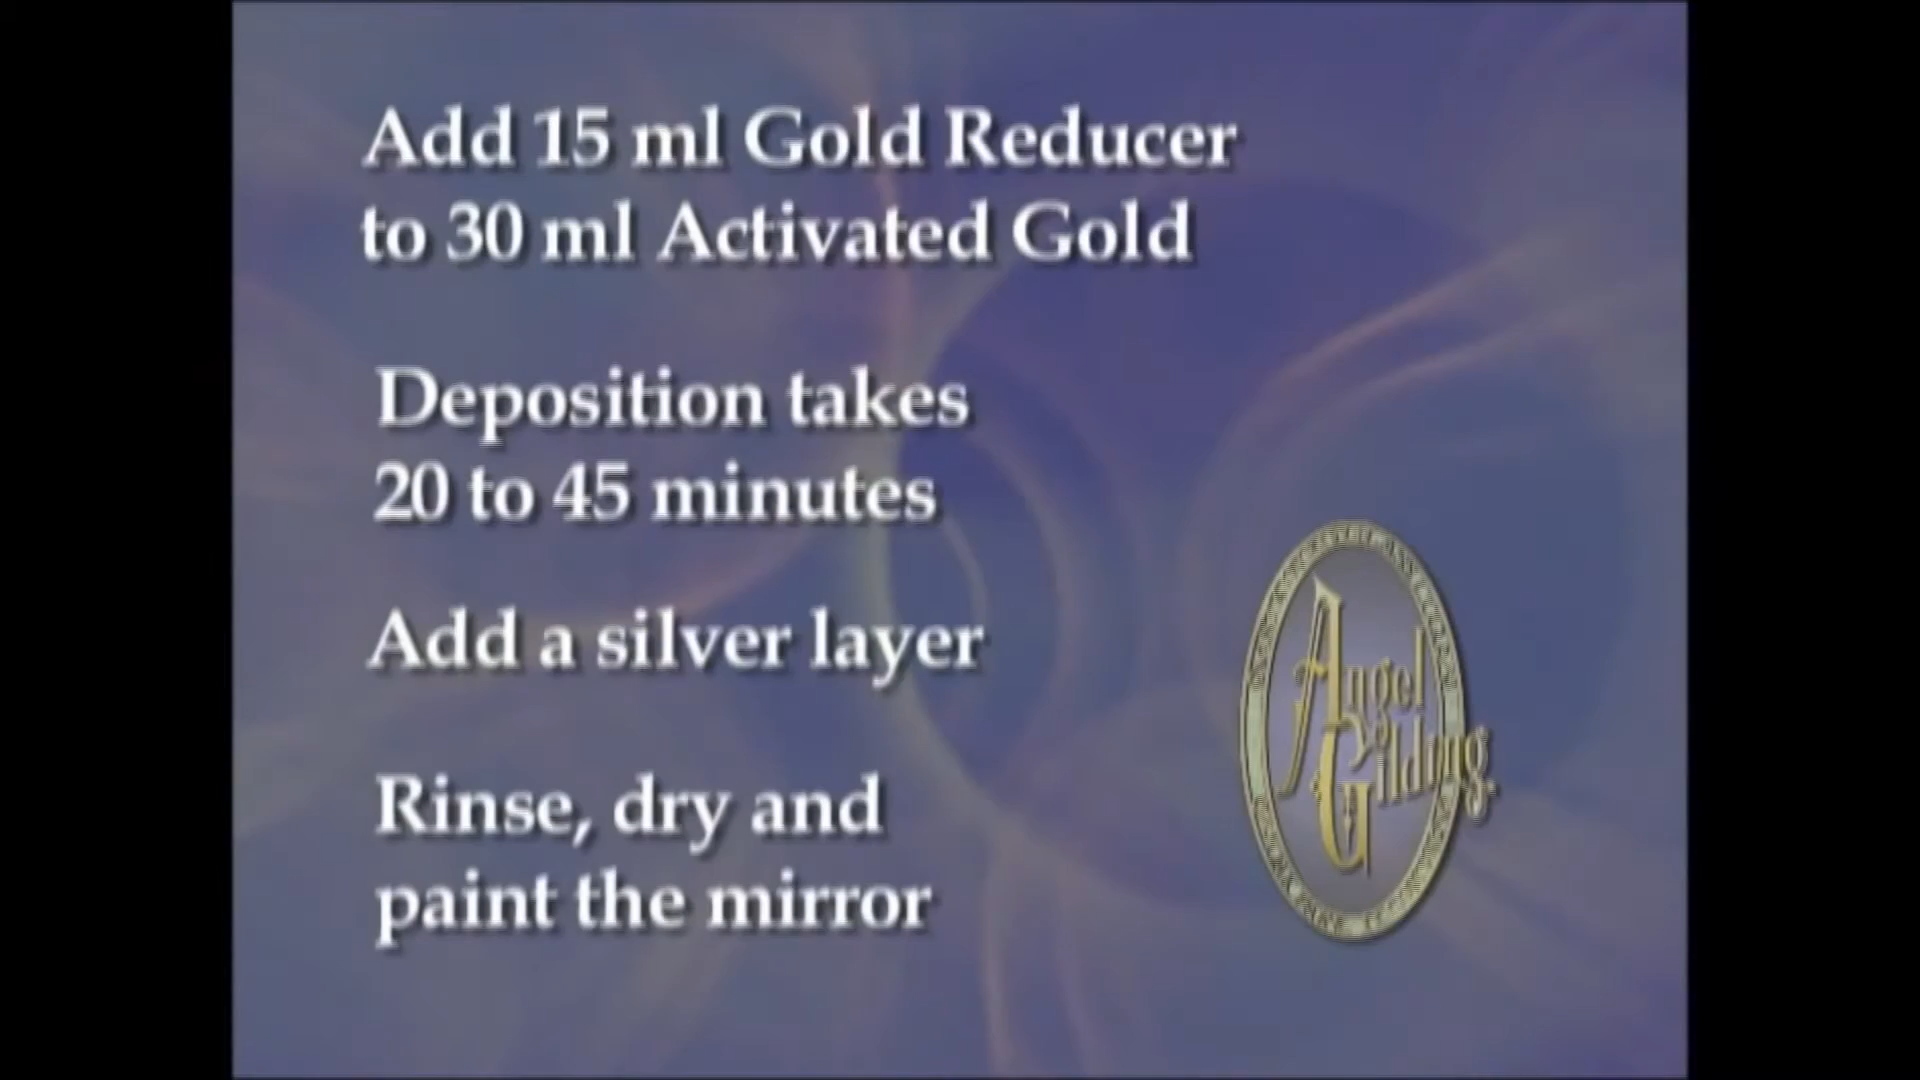 Add 15 ml Gold Reducer
to 30 ml Activated Gold
Deposition takes
20 to 45 minutes
Add a silver layer
Rinse, dry and
paint the mirror
Angel
Gilding